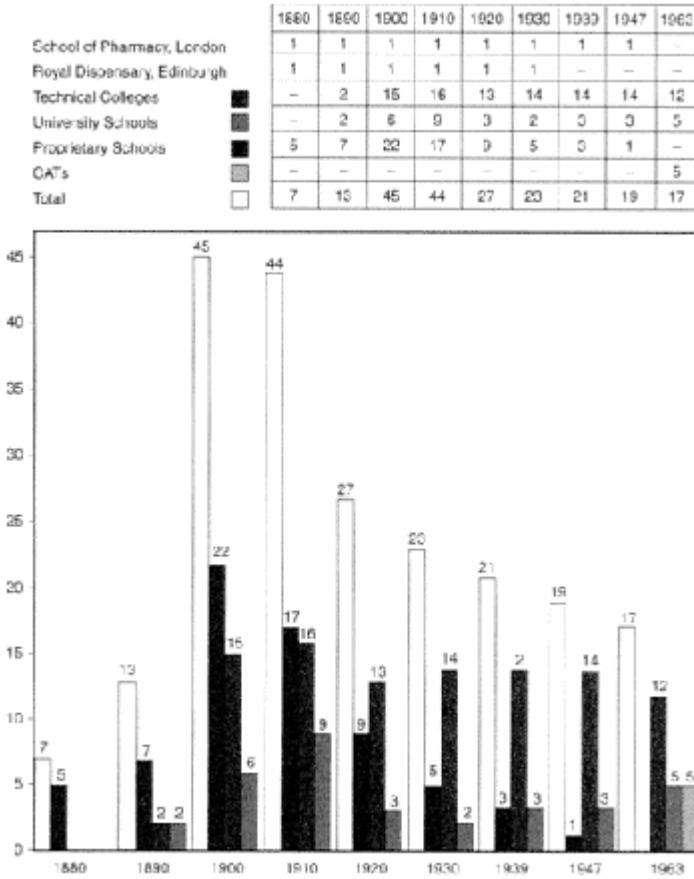 1880 1890 1900 1910 1920 1930 1939 1947 1963
School of Pharmacy, London 1 1 1 1 1 1 1 1 –
Royal Dispensary, Edinburgh 1 1 1 1 1 1 – – –
Technical Colleges – 2 15 16 13 14 14 14 12
University Schools – 2 6 9 3 2 3 3 5
Proprietary Schools 5 7 22 17 9 5 3 1 –
CATs – – – – – – – – 5
Total 7 13 45 44 27 23 21 19 17
45
40
35
30
25
20
15
10
5
0
7 5
13 7 2 2
45 22 15 6
44 17 16 9
27 9 13 3
23 5 14 2
21 3 2 3
19 1 14 3
17 12 5 5
1880 1890 1900 1910 1920 1930 1939 1947 1963